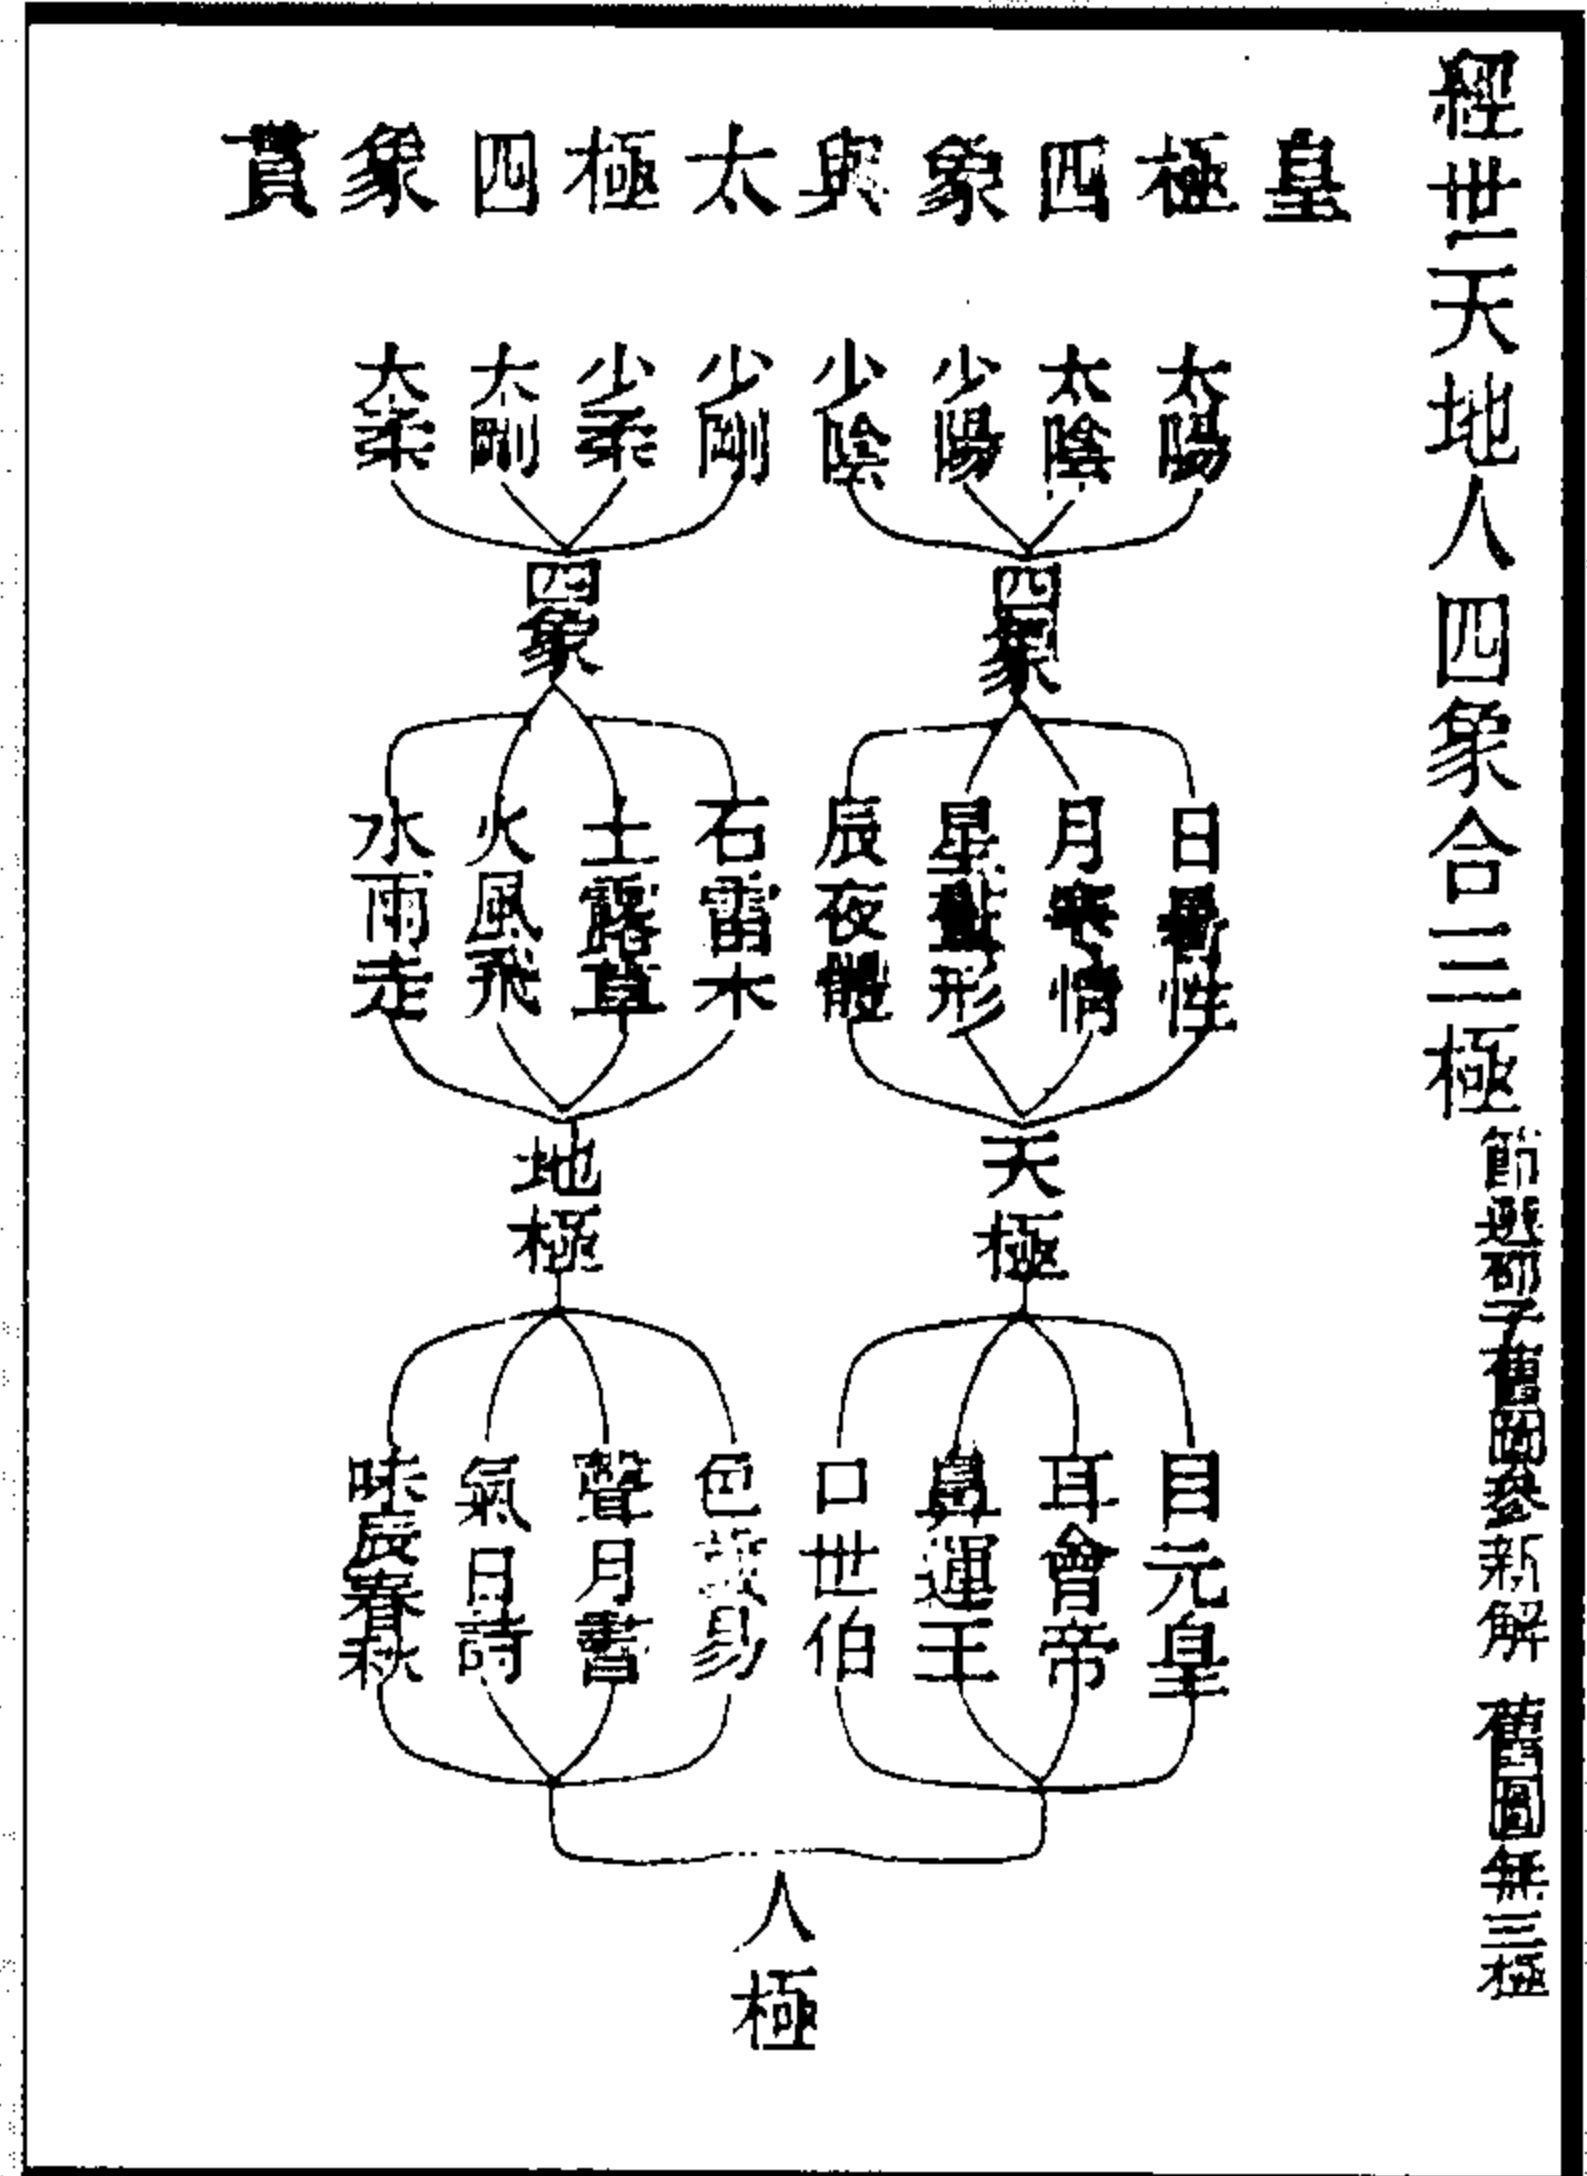 經世一天地人四象合三極
節選邵子舊圖參新解 舊圖無三極
皇極四象與太極四象貫
太陽
太陰
少陽
少陰
少剛
少柔
太剛
太柔
四象
四象
日暑性
月寒情
星晝形
辰夜體
石雷木
土露草
火風飛
水雨走
天極
地極
目元皇
耳會帝
鼻運王
口世伯
色歲易
聲月書
氣日詩
味辰春秋
人極